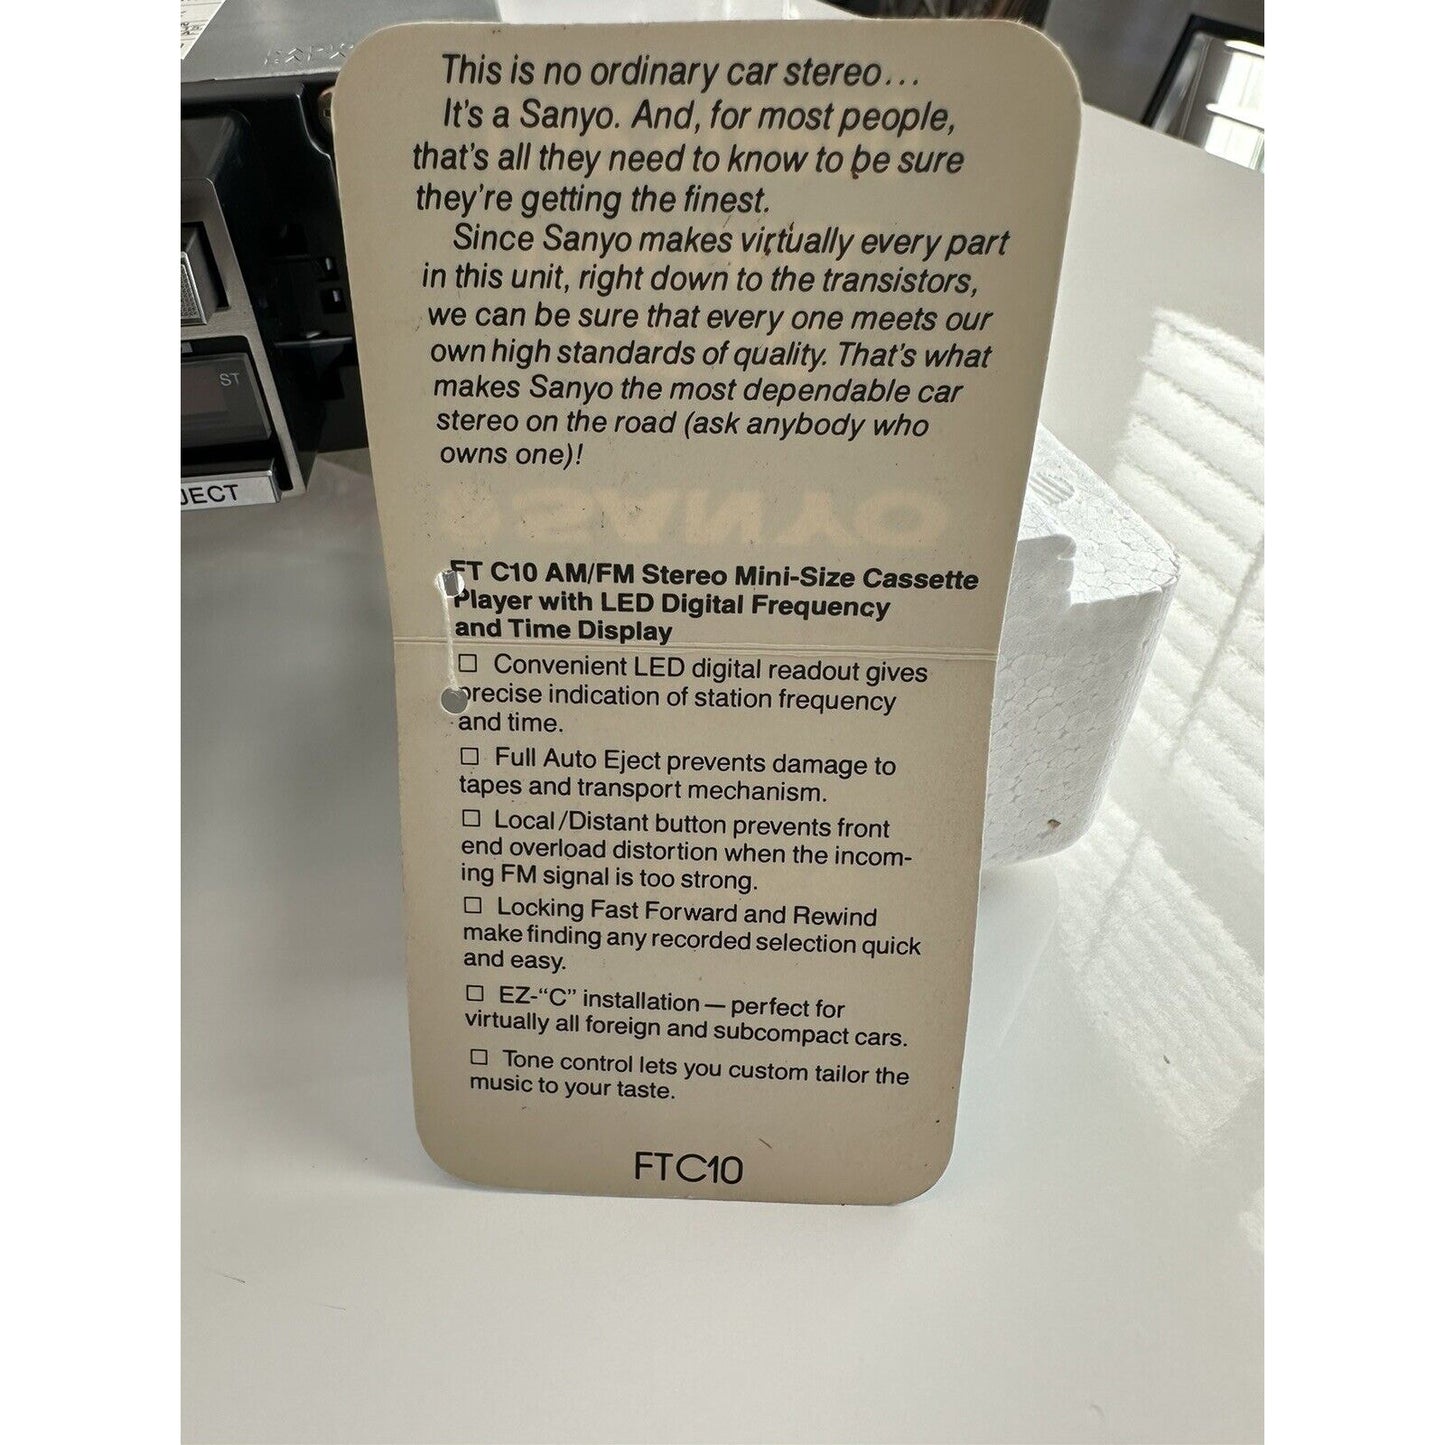 This is no ordinary car stereo...
It's a Sanyo. And, for most people,
that's all they need to know to be sure
they're getting the finest.
Since Sanyo makes virtually every part
in this unit, right down to the transistors,
we can be sure that every one meets our
own high standards of quality. That's what
makes Sanyo the most dependable car
stereo on the road (ask anybody who
owns one)!
FT C10 AM/FM Stereo Mini-Size Cassette
Player with LED Digital Frequency
and Time Display
☐ Convenient LED digital readout gives
precise indication of station frequency
and time.
☐ Full Auto Eject prevents damage to
tapes and transport mechanism.
☐ Local/Distant button prevents front
end overload distortion when the incom-
ing FM signal is too strong.
☐ Locking Fast Forward and Rewind
make finding any recorded selection quick
and easy.
☐ EZ-“C” installation — perfect for
virtually all foreign and subcompact cars.
☐ Tone control lets you custom tailor the
music to your taste.
FTC10
ST
JECT